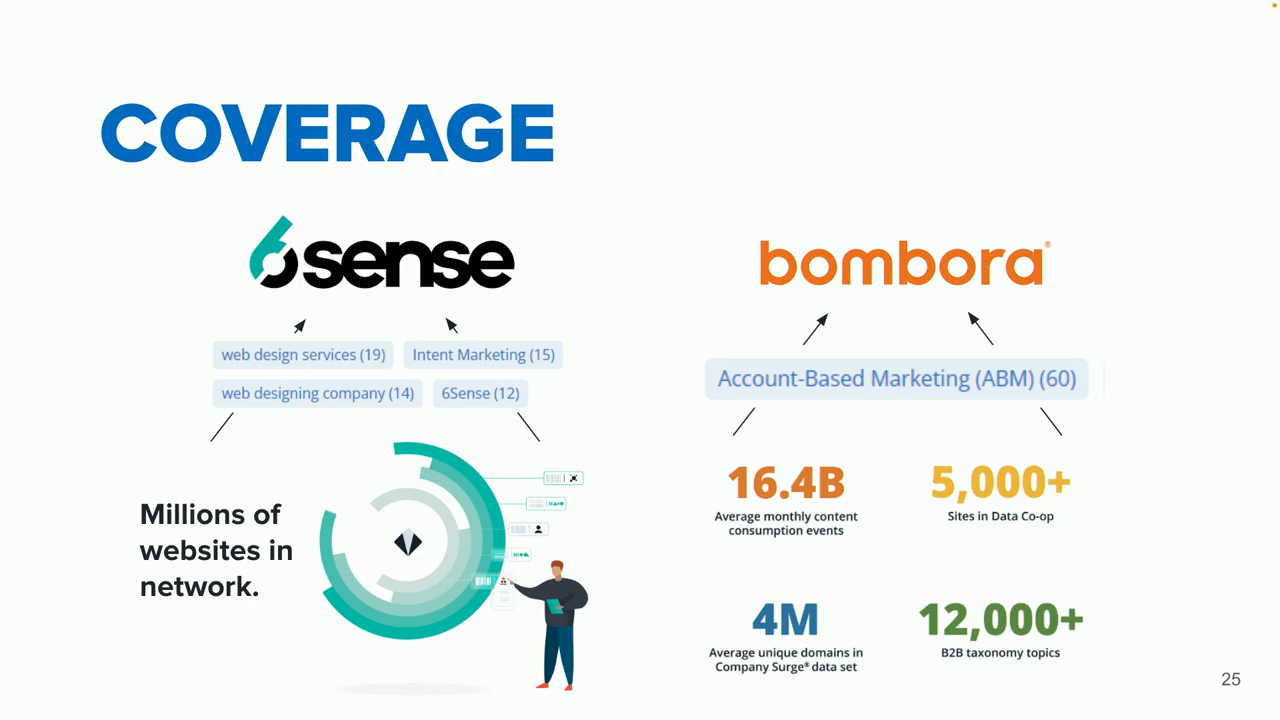 COVERAGE
6sense
web design services (19)
Intent Marketing (15)
web designing company (14)
6Sense (12)
Millions of
websites in
network.
bombora®
Account-Based Marketing (ABM) (60)
16.4B
Average monthly content
consumption events
5,000+
Sites in Data Co-op
4M
Average unique domains in
Company Surge® data set
12,000+
B2B taxonomy topics
25